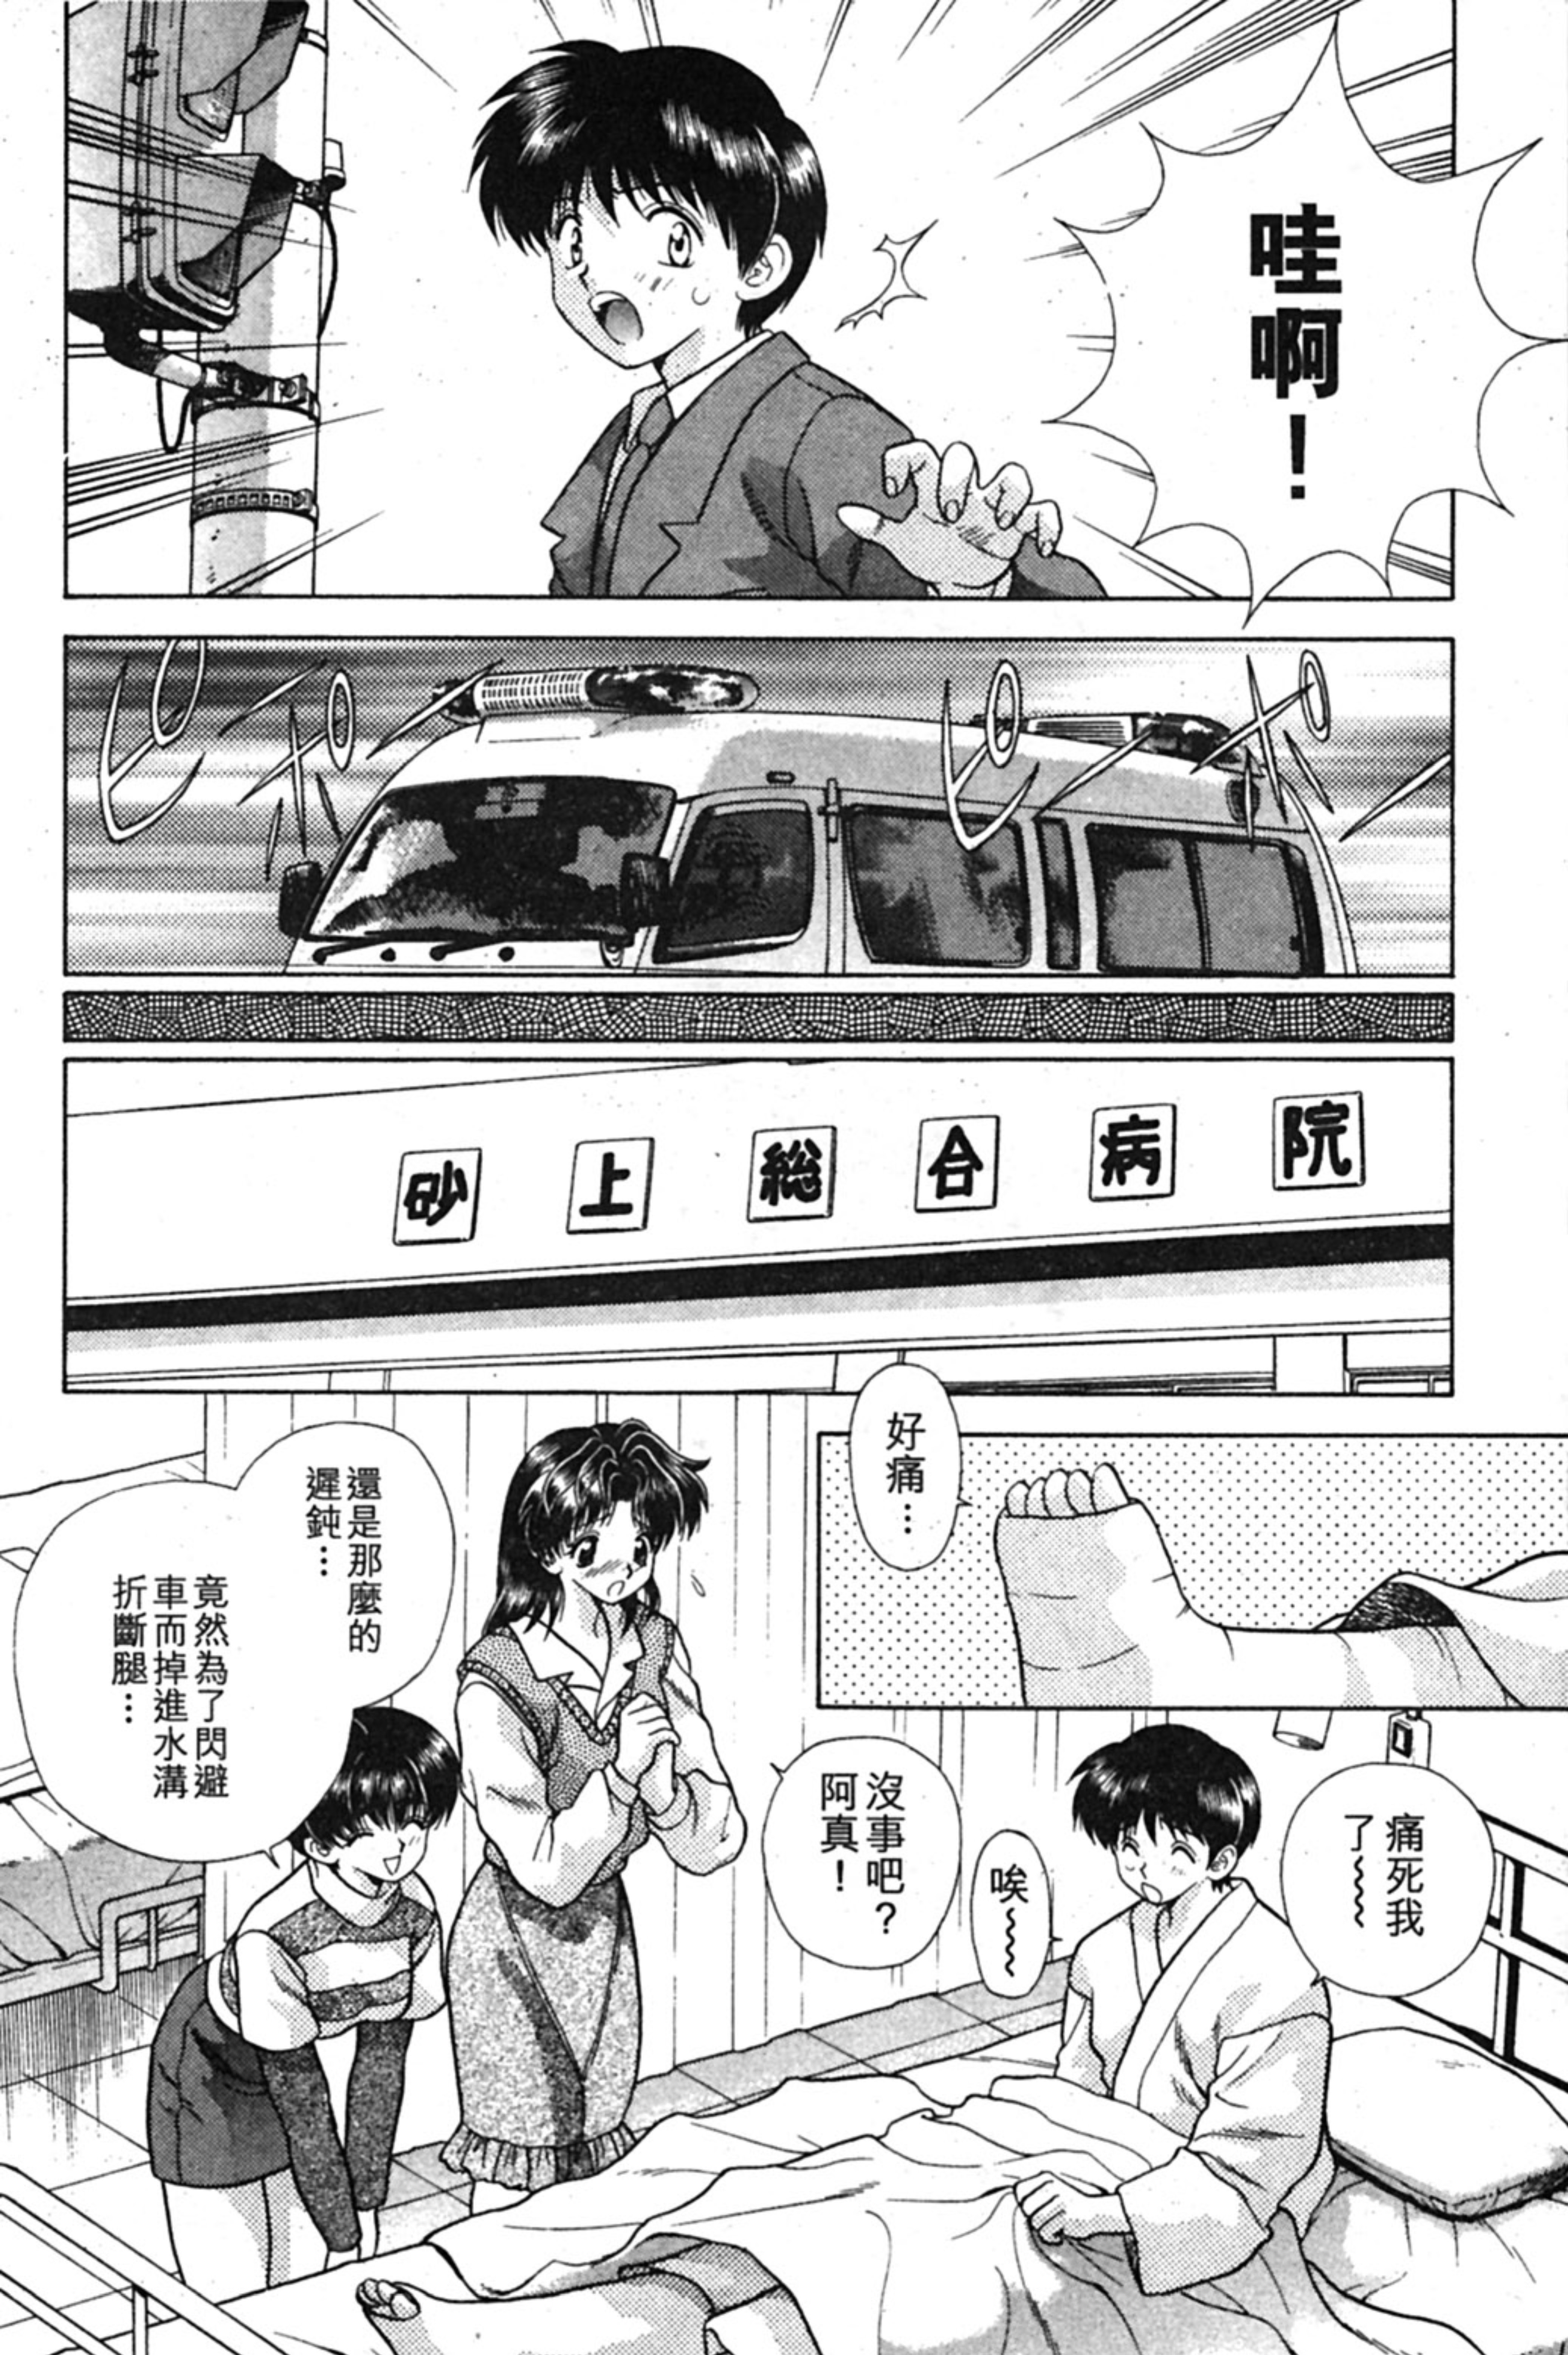 哇啊！
ピーポー
ピーポー
砂上総合病院
好痛…
痛死我
了～～
唉～～
沒事吧？
阿真！
還是那麼的
遲鈍…
竟然為了閃避
車而掉進水溝
折斷腿…